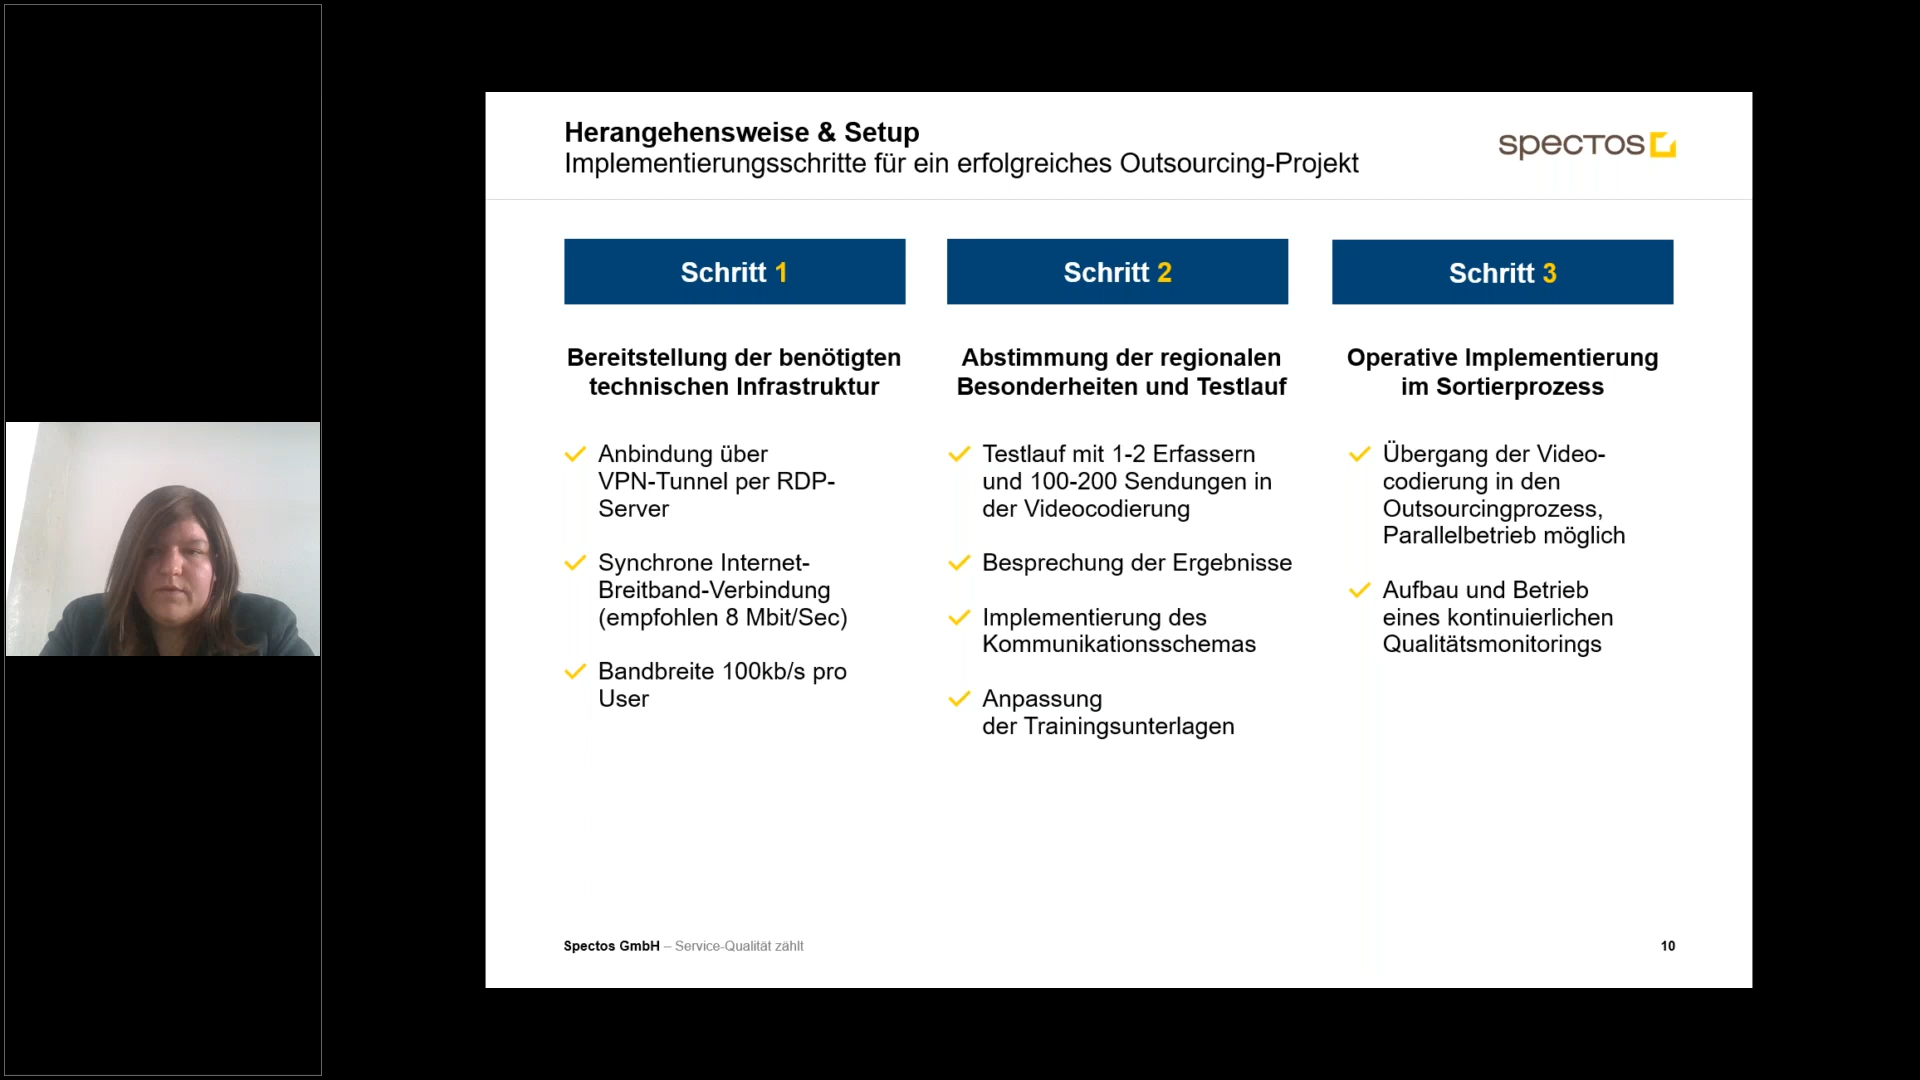 Herangehensweise & Setup
Implementierungsschritte für ein erfolgreiches Outsourcing-Projekt
spectos
Schritt 1
Bereitstellung der benötigten
technischen Infrastruktur
Anbindung über
VPN-Tunnel per RDP-
Server
Synchrone Internet-
Breitband-Verbindung
(empfohlen 8 Mbit/Sec)
Bandbreite 100kb/s pro
User
Schritt 2
Abstimmung der regionalen
Besonderheiten und Testlauf
Testlauf mit 1-2 Erfassern
und 100-200 Sendungen in
der Videocodierung
Besprechung der Ergebnisse
Implementierung des
Kommunikationsschemas
Anpassung
der Trainingsunterlagen
Schritt 3
Operative Implementierung
im Sortierprozess
Übergang der Video-
codierung in den
Outsourcingprozess,
Parallelbetrieb möglich
Aufbau und Betrieb
eines kontinuierlichen
Qualitätsmonitorings
Spectos GmbH – Service-Qualität zählt
10